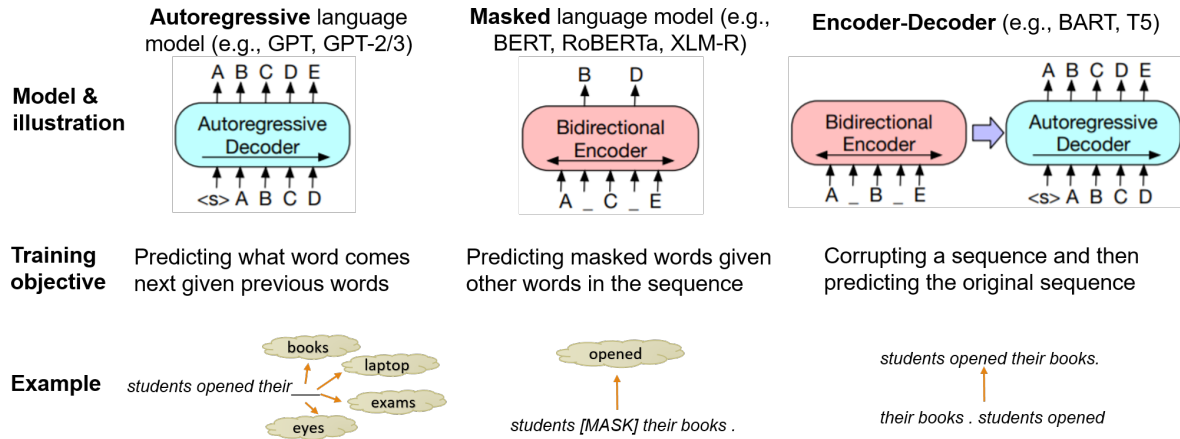 Autoregressive language
model (e.g., GPT, GPT-2/3)
Masked language model (e.g.,
BERT, RoBERTa, XLM-R)
Encoder-Decoder (e.g., BART, T5)
Model &
illustration
A B C D E
Autoregressive
Decoder
<s> A B C D
B D
Bidirectional
Encoder
A _ C _ E
Bidirectional
Encoder
A _ B _ E
A B C D E
Autoregressive
Decoder
<s> A B C D
Training
objective
Predicting what word comes
next given previous words
Predicting masked words given
other words in the sequence
Corrupting a sequence and then
predicting the original sequence
Example
students opened their ___
books
laptop
exams
eyes
opened
students [MASK] their books .
students opened their books.
their books . students opened